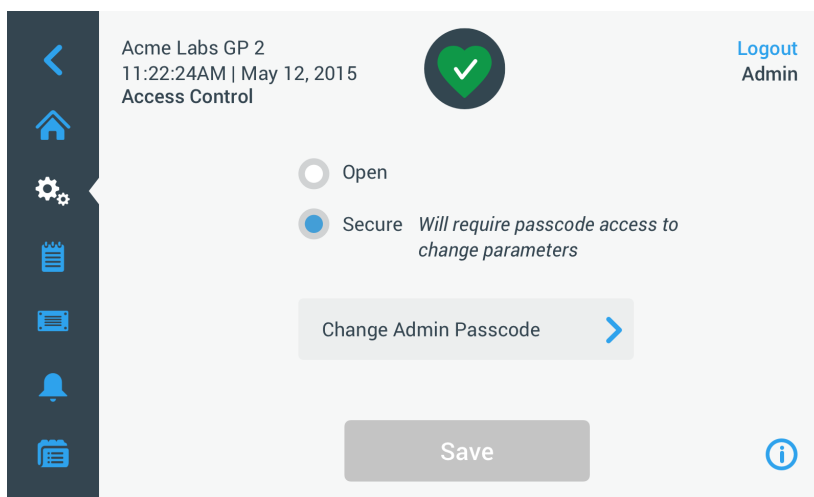 Acme Labs GP 2
11:22:24AM | May 12, 2015
Access Control
Logout
Admin
Open
Secure Will require passcode access to
change parameters
Change Admin Passcode
Save